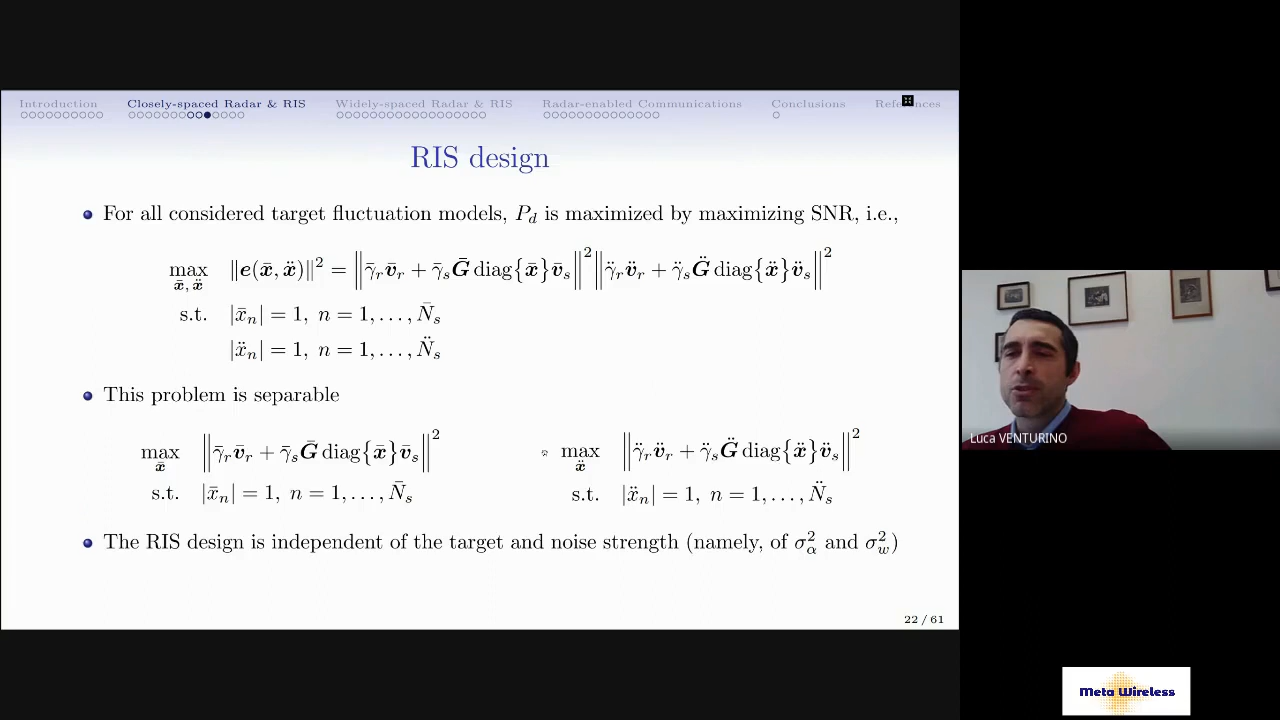 Introduction Closely-spaced Radar & RIS Widely-spaced Radar & RIS Radar-enabled Communications Conclusions
RIS design
For all considered target fluctuation models, P_d is maximized by maximizing SNR, i.e.,
max_{x̄, ẍ} ‖e(x̄, ẍ)‖² = ‖γ̄_r v̄_r + γ̄_s Ḡ diag{x̄} v̄_s‖² ‖γ̈_r v̈_r + γ̈_s G̈ diag{ẍ} v̈_s‖²
s.t. |x̄_n| = 1, n = 1, . . . , N̄_s
|ẍ_n| = 1, n = 1, . . . , N̈_s
This problem is separable
max_{x̄} ‖γ̄_r v̄_r + γ̄_s Ḡ diag{x̄} v̄_s‖² max_{ẍ} ‖γ̈_r v̈_r + γ̈_s G̈ diag{ẍ} v̈_s‖²
s.t. |x̄_n| = 1, n = 1, . . . , N̄_s s.t. |ẍ_n| = 1, n = 1, . . . , N̈_s
The RIS design is independent of the target and noise strength (namely, of σ²_α and σ²_w)
22 / 61
Luca VENTURINO
Meta Wireless